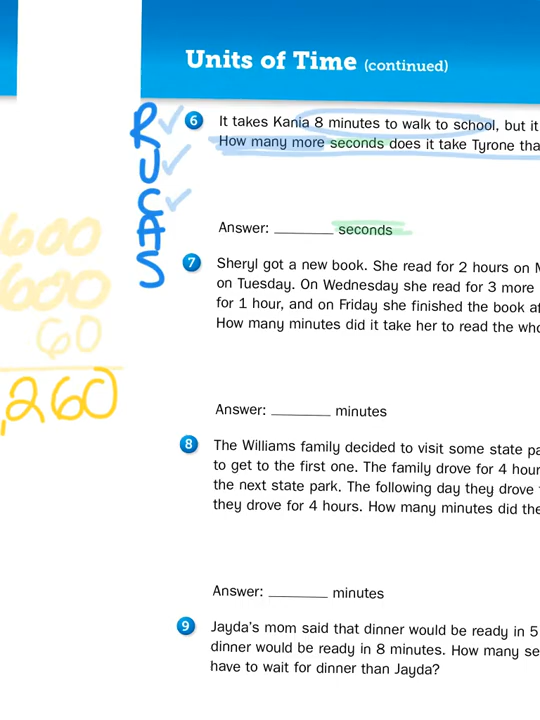 Units of Time (continued)
6 It takes Kania 8 minutes to walk to school, but it
How many more seconds does it take Tyrone tha
Answer: ________ seconds
R
U
C
A
S
600
600
60
,260
7 Sheryl got a new book. She read for 2 hours on M
on Tuesday. On Wednesday she read for 3 more
for 1 hour, and on Friday she finished the book af
How many minutes did it take her to read the who
Answer: ________ minutes
8 The Williams family decided to visit some state pa
to get to the first one. The family drove for 4 hour
the next state park. The following day they drove
they drove for 4 hours. How many minutes did the
Answer: ________ minutes
9 Jayda's mom said that dinner would be ready in 5
dinner would be ready in 8 minutes. How many se
have to wait for dinner than Jayda?